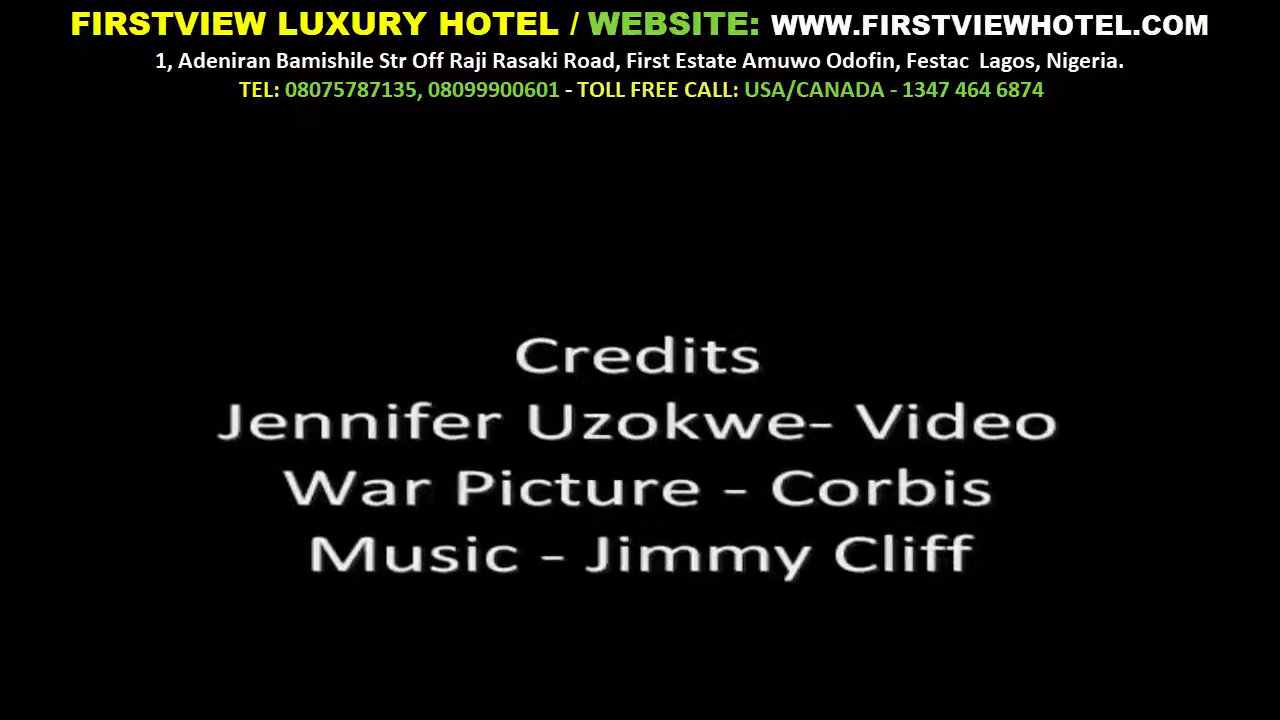 FIRSTVIEW LUXURY HOTEL / WEBSITE: WWW.FIRSTVIEWHOTEL.COM
1, Adeniran Bamishile Str Off Raji Rasaki Road, First Estate Amuwo Odofin, Festac Lagos, Nigeria.
TEL: 08075787135, 08099900601 - TOLL FREE CALL: USA/CANADA - 1347 464 6874
Credits
Jennifer Uzokwe- Video
War Picture - Corbis
Music - Jimmy Cliff